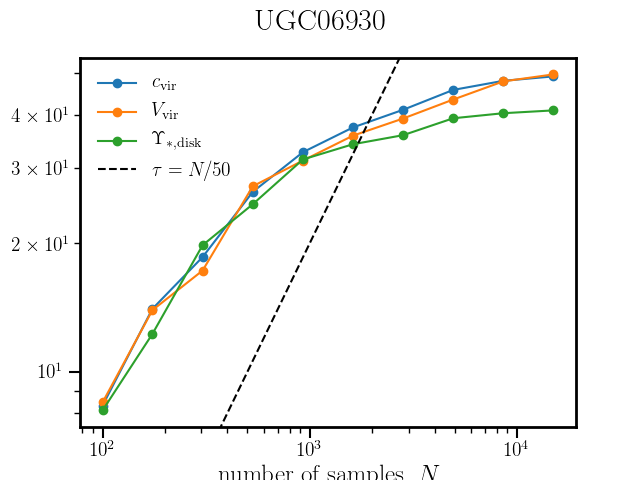 UGC06930
c_vir
V_vir
Υ_*,disk
τ = N/50
4 × 10^1
3 × 10^1
2 × 10^1
10^1
10^2
10^3
10^4
number of samples, N